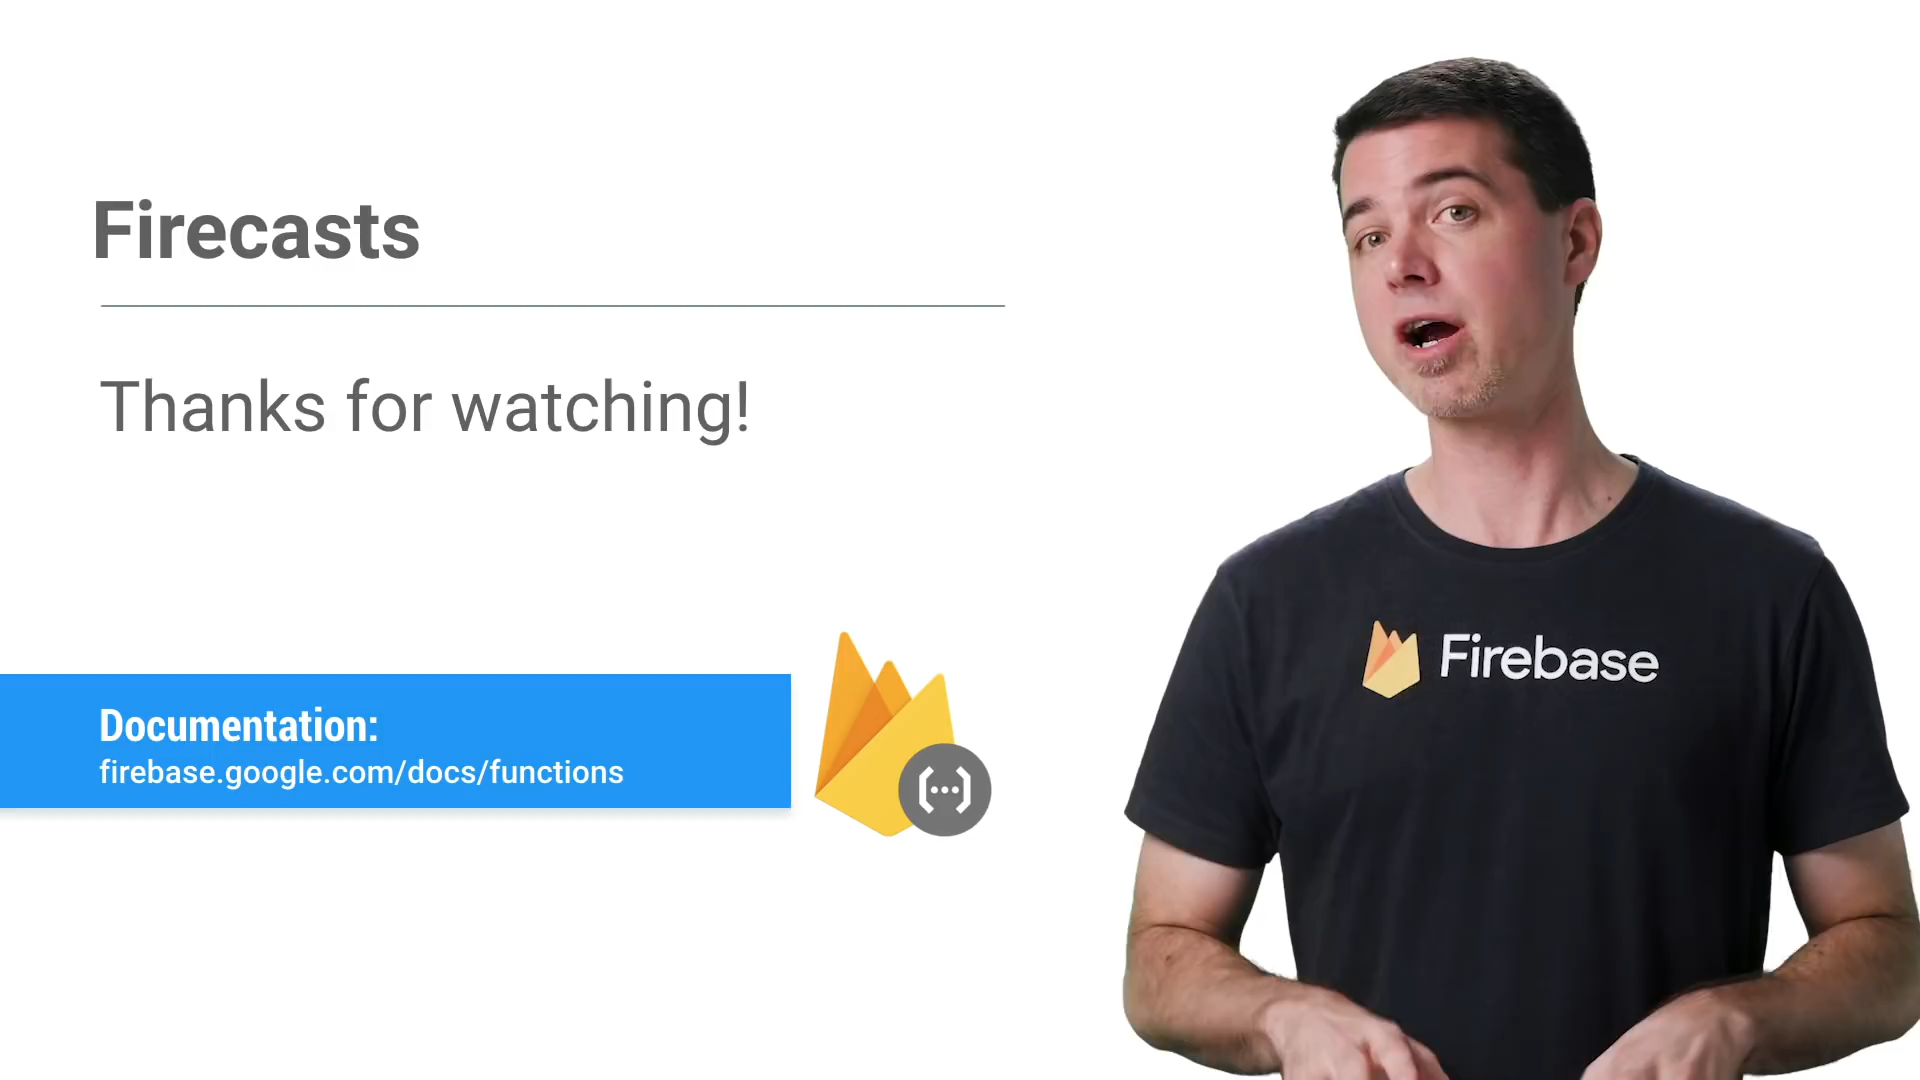 Firecasts
Thanks for watching!
Documentation:
firebase.google.com/docs/functions
Firebase